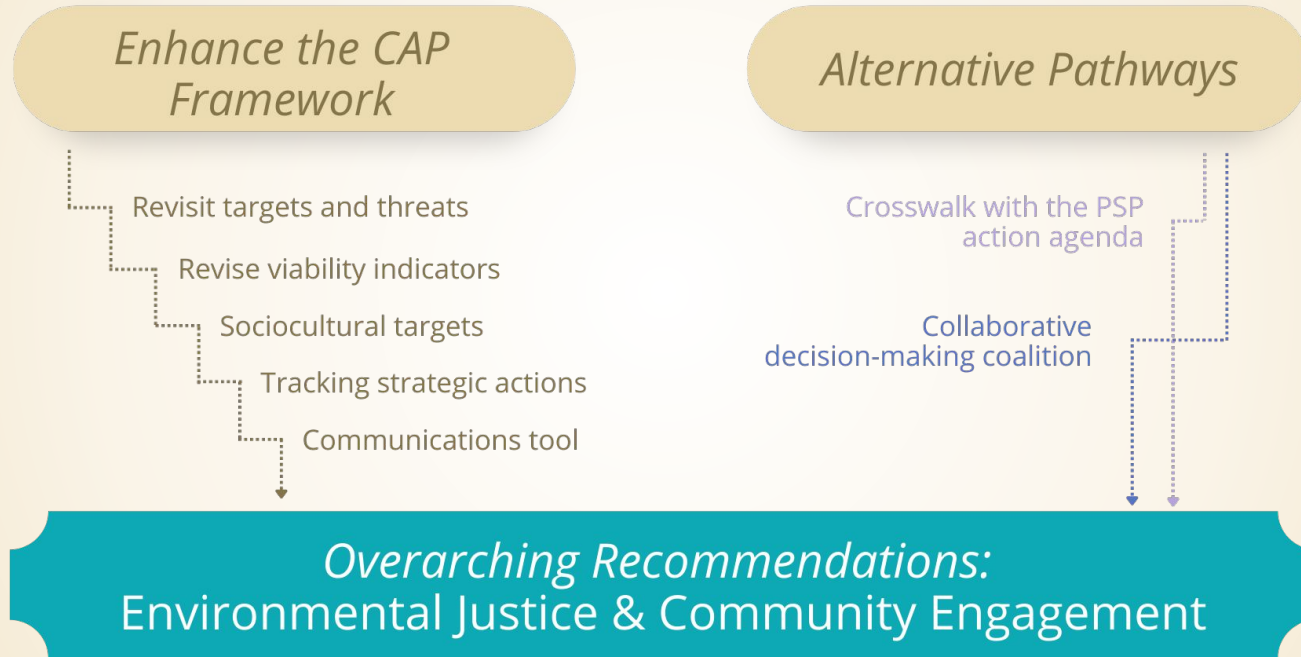 Enhance the CAP
Framework
Revisit targets and threats
Revise viability indicators
Sociocultural targets
Tracking strategic actions
Communications tool
Alternative Pathways
Crosswalk with the PSP
action agenda
Collaborative
decision-making coalition
Overarching Recommendations:
Environmental Justice & Community Engagement